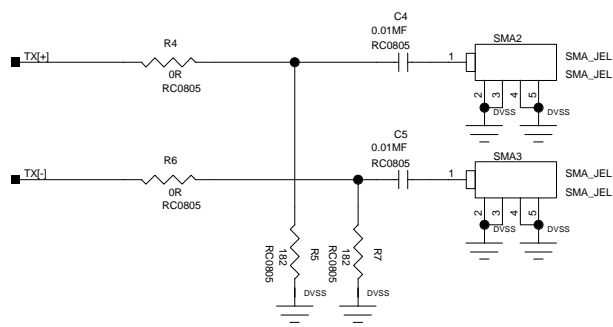 C4
0.01MF
RC0805
SMA2
TX[+]
R4
0R
RC0805
1
SMA_JEL
SMA_JEL
2
3
4
5
DVSS
DVSS
C5
0.01MF
RC0805
SMA3
TX[-]
R6
0R
RC0805
1
SMA_JEL
SMA_JEL
2
3
4
5
DVSS
DVSS
R5
182
RC0805
R7
182
RC0805
DVSS
DVSS